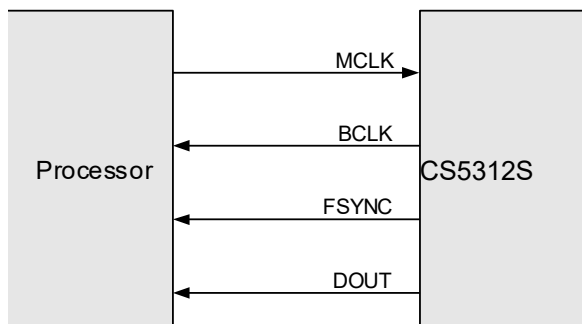 MCLK
BCLK
Processor
CS5312S
FSYNC
DOUT